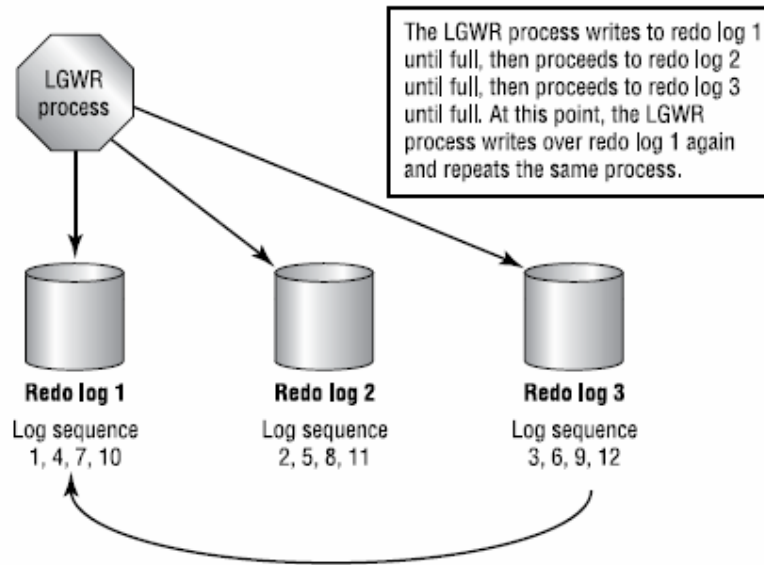 LGWR
process
The LGWR process writes to redo log 1
until full, then proceeds to redo log 2
until full, then proceeds to redo log 3
until full. At this point, the LGWR
process writes over redo log 1 again
and repeats the same process.
Redo log 1
Log sequence
1, 4, 7, 10
Redo log 2
Log sequence
2, 5, 8, 11
Redo log 3
Log sequence
3, 6, 9, 12